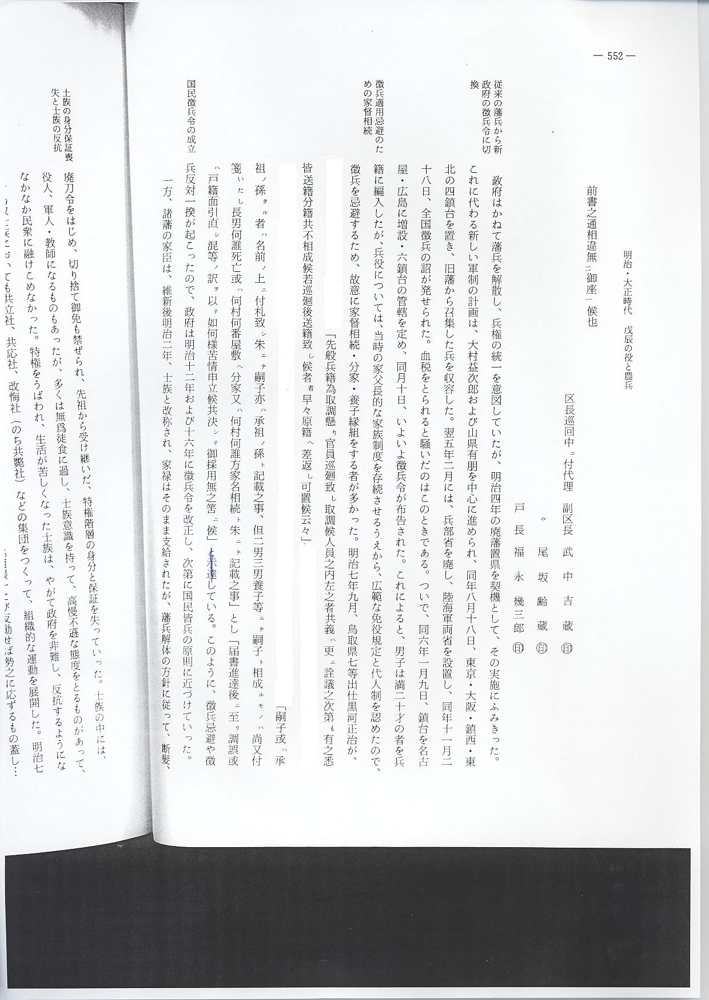 ― 552 ―
明治・大正時代　戊辰の役と農兵
前書之通相違無ニ御座一候也
区長巡回中ニ付代理　副区長　武中吉蔵㊞
〃　尾坂齢蔵㊞
戸長　福永幾三郎㊞
従来の藩兵から新
政府の徴兵令に切
換
政府はかねて藩兵を解散し、兵権の統一を意図していたが、明治四年の廃藩置県を契機として、その実施にふみきった。
これに代わる新しい軍制の計画は、大村益次郎および山県有朋を中心に進められ、同年八月十八日、東京・大阪・鎮西・東
北の四鎮台を置き、旧藩から召集した兵を収容した。翌五年二月には、兵部省を廃し、陸海軍両省を設置し、同年十一月二
十八日、全国徴兵の詔が発せられた。血税をとられると騒いだのはこのときである。ついで、同六年一月九日、鎮台を名古
屋・広島に増設・六鎮台の管轄を定め、同月十日、いよいよ徴兵令が布告された。これによると、男子は満二十才の者を兵
徴兵適用忌避のた
めの家督相続
籍に編入したが、兵役については、当時の家父長的な家族制度を存続させるうえから、広範な免役規定と代人制を認めたので、
徴兵を忌避するため、故意に家督相続・分家・養子縁組をする者が多かった。明治七年九月、鳥取県七等出仕黒河正治が、
「先般兵籍為取調懸り官員巡廻致し取調候人員之内左之者共義ハ更ニ詮議之次第も有之悉
皆送籍分籍共不相成候若巡廻後送籍致し候者者早々原籍へ差返し可置候云々」
「嗣子或ハ承
祖ノ孫タル者ハ名前ノ上ニ付札致シ朱ニテ嗣子亦ハ承祖ノ孫ト記載之事、但二男三男養子等ニテ嗣子ト相成ルモノハ尚又付
箋いたし長男何誰死亡或ハ何村何番屋敷へ分家又ハ何村何誰方家名相続ト朱ニテ記載之事」とし「届書進達後ニ至リ調誤或
ハ戸籍面引直シ混等ノ訳ヲ以テ如何様苦情申立候共決シテ御採用無之筈ニ候」と示達している。このように、徴兵忌避や徴
国民徴兵令の成立
兵反対一揆が起こったので、政府は明治十二年および十六年に徴兵令を改正し、次第に国民皆兵の原則に近づけていった。
一方、諸藩の家臣は、維新後明治二年、士族と改称され、家禄はそのまま支給されたが、藩兵解体の方針に従って、断髪、
士族の身分保証喪
失と士族の反抗
廃刀令をはじめ、切り捨て御免も禁ぜられ、先祖から受け継いだ、特権階層の身分と保証を失っていった。士族の中には、
役人、軍人・教師になるものもあったが、多くは無爲徒食に過し、士族意識を持って、高慢不遜な態度をとるものがあって、
なかなか民衆に融けこめなかった。特権をうばわれ、生活が苦しくなった士族は、やがて政府を非難し、反抗するようにな
取士族においても共立社、共応社、改悔社（のち共斃社）などの集団をつくって、組織的な運動を展開した。明治七
び反動せば勢之に応ずるもの蓋し…